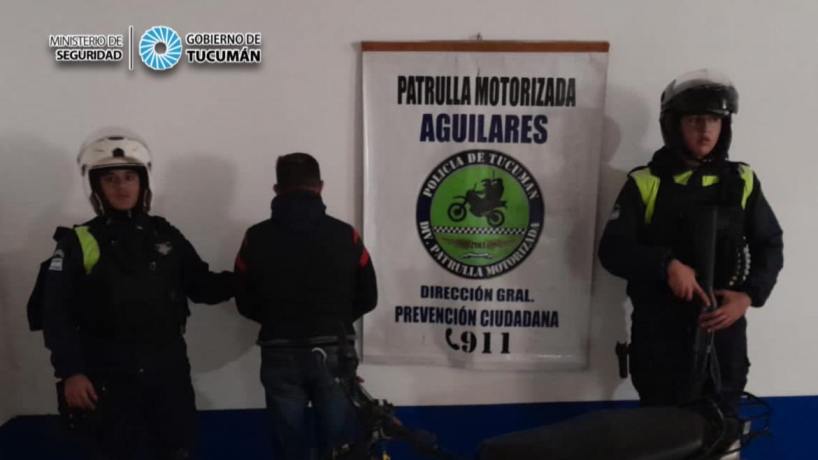 MINISTERIO DE
SEGURIDAD
GOBIERNO DE
TUCUMÁN
PATRULLA MOTORIZADA
AGUILARES
POLICIA DE TUCUMAN
DIV. PATRULLA MOTORIZADA
DIRECCIÓN GRAL.
PREVENCIÓN CIUDADANA
911